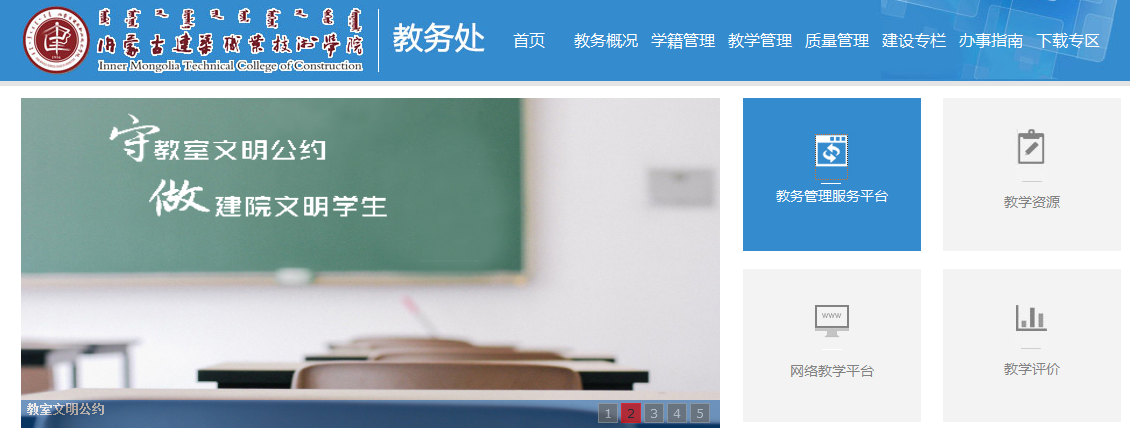 内蒙古建筑职业技术学院
Inner Mongolia Technical College of Construction
教务处
首页 教务概况 学籍管理 教学管理 质量管理 建设专栏 办事指南 下载专区
守教室文明公约
做建院文明学生
教室文明公约
1 2 3 4 5
教务管理服务平台
教学资源
www
网络教学平台
教学评价